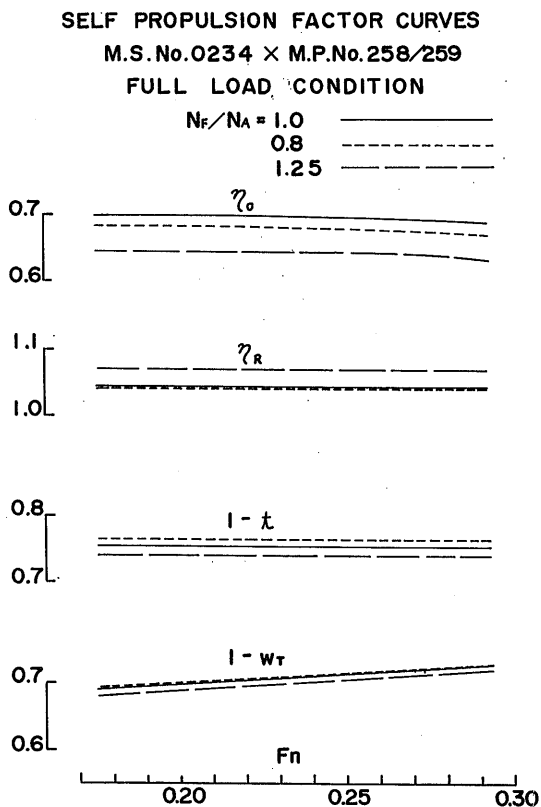 SELF PROPULSION FACTOR CURVES
M.S.No.0234 × M.P.No.258/259
FULL LOAD CONDITION
NF/NA = 1.0
0.8
1.25
ηo
0.7
0.6
ηR
1.1
1.0
1-t
0.8
0.7
1-wT
0.7
0.6
Fn
0.20 0.25 0.30